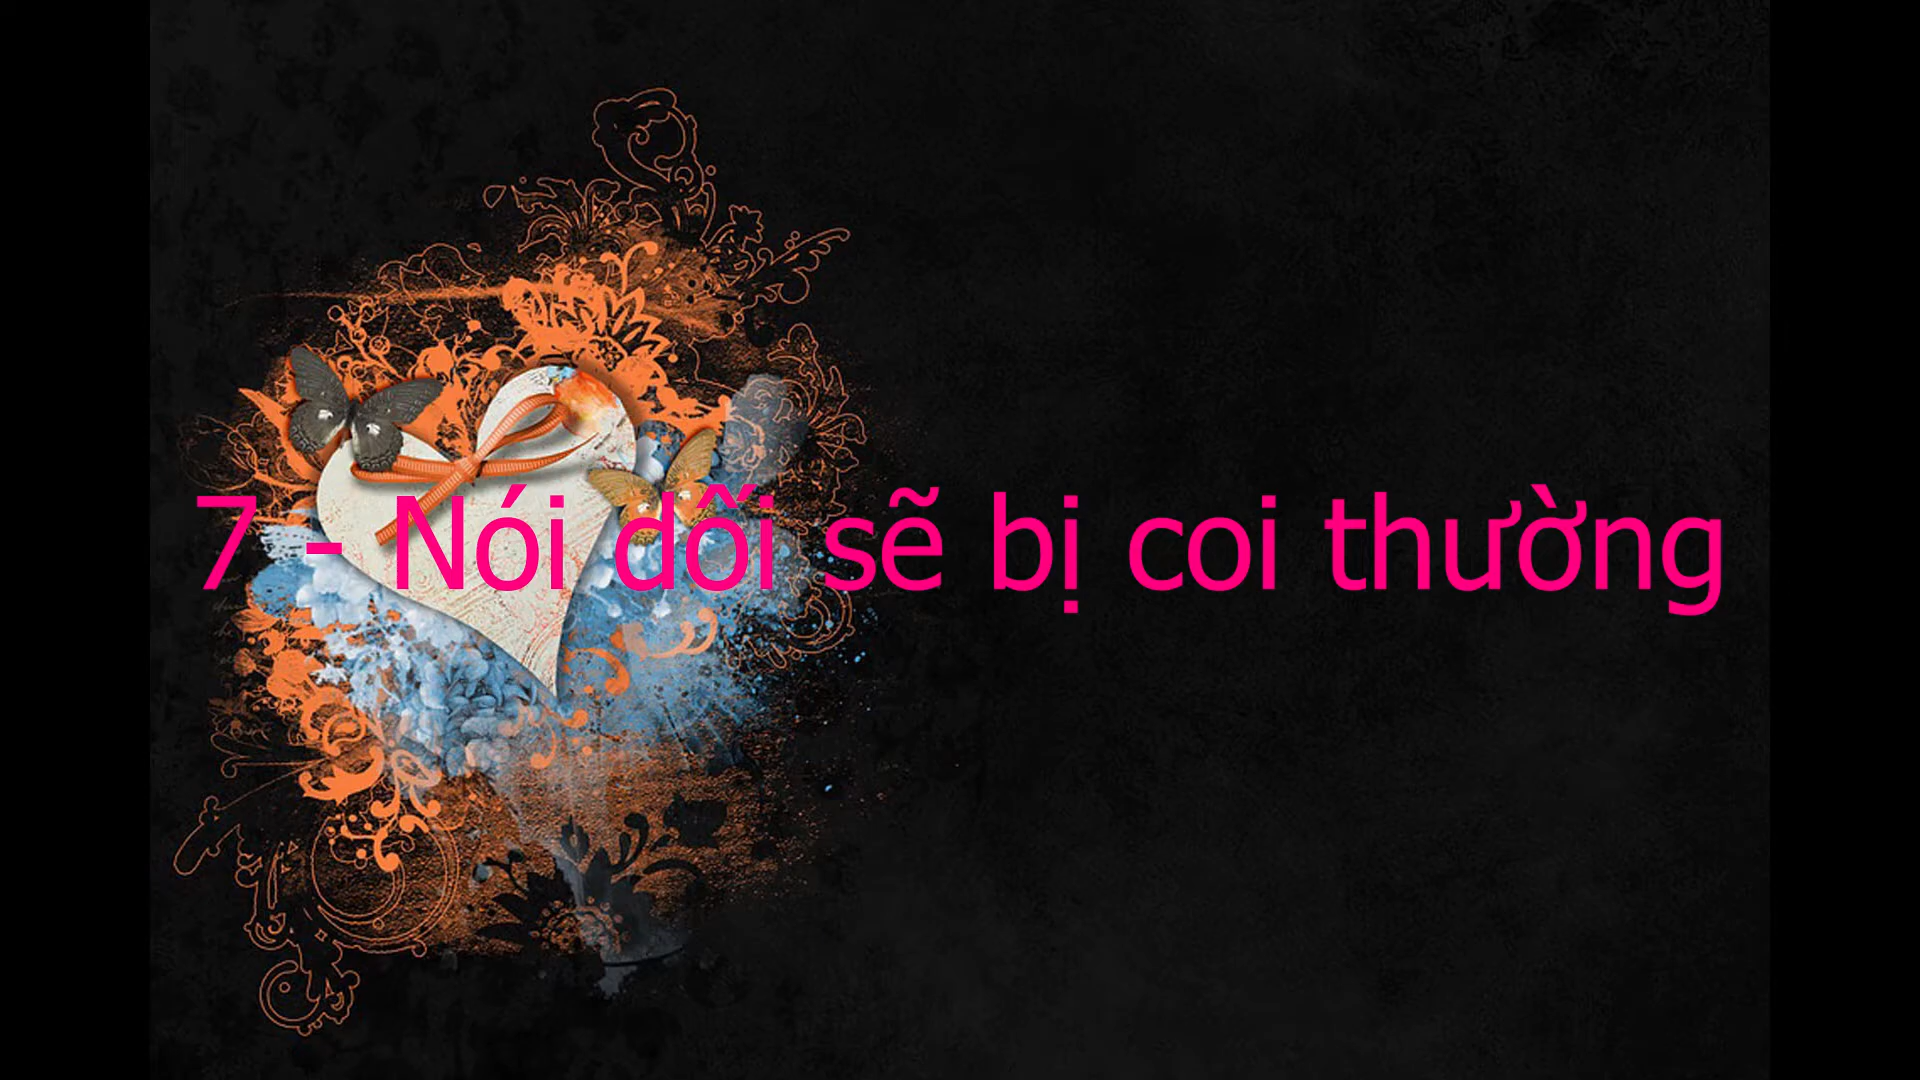 7 - Nói dối sẽ bị coi thường